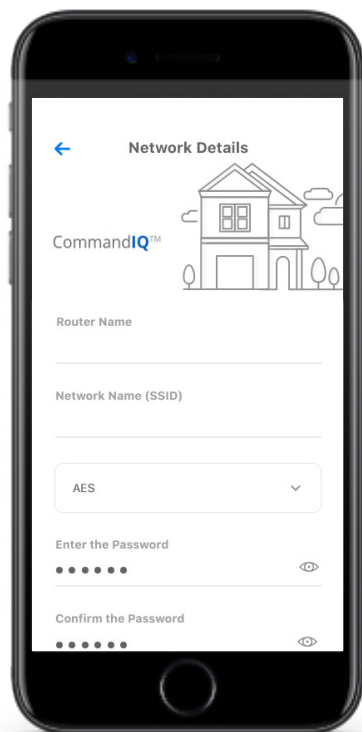 Network Details
CommandIQ™
Router Name
Network Name (SSID)
AES
Enter the Password
Confirm the Password